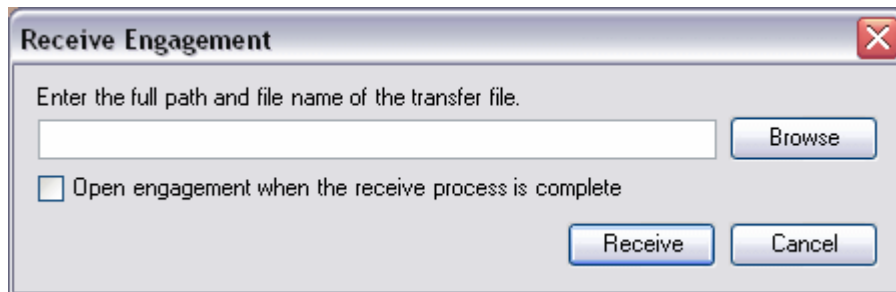 Receive Engagement
Enter the full path and file name of the transfer file.
Browse
Open engagement when the receive process is complete
Receive Cancel